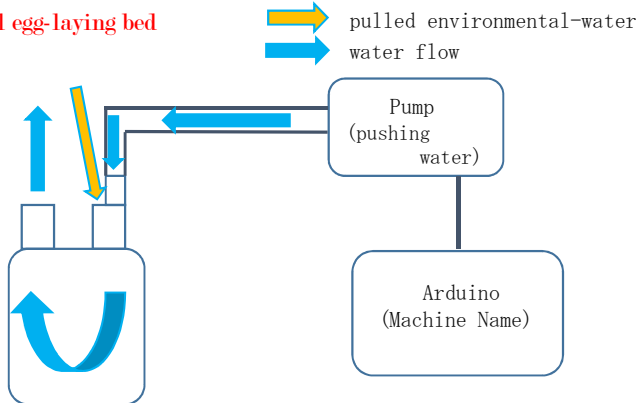 egg-laying bed
pulled environmental-water
water flow
Pump
(pushing
water)
Arduino
(Machine Name)